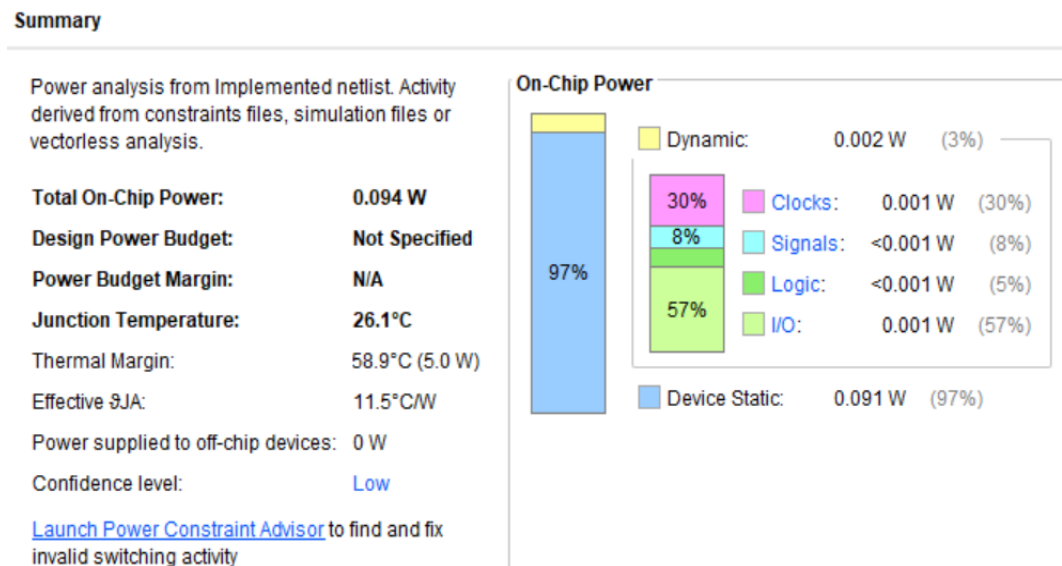 Summary
Power analysis from Implemented netlist. Activity
derived from constraints files, simulation files or
vectorless analysis.
Total On-Chip Power: 0.094 W
Design Power Budget: Not Specified
Power Budget Margin: N/A
Junction Temperature: 26.1°C
Thermal Margin: 58.9°C (5.0 W)
Effective ϑJA: 11.5°C/W
Power supplied to off-chip devices: 0 W
Confidence level: Low
Launch Power Constraint Advisor to find and fix
invalid switching activity
On-Chip Power
97%
Dynamic: 0.002 W (3%)
30% Clocks: 0.001 W (30%)
8% Signals: <0.001 W (8%)
Logic: <0.001 W (5%)
57% I/O: 0.001 W (57%)
Device Static: 0.091 W (97%)